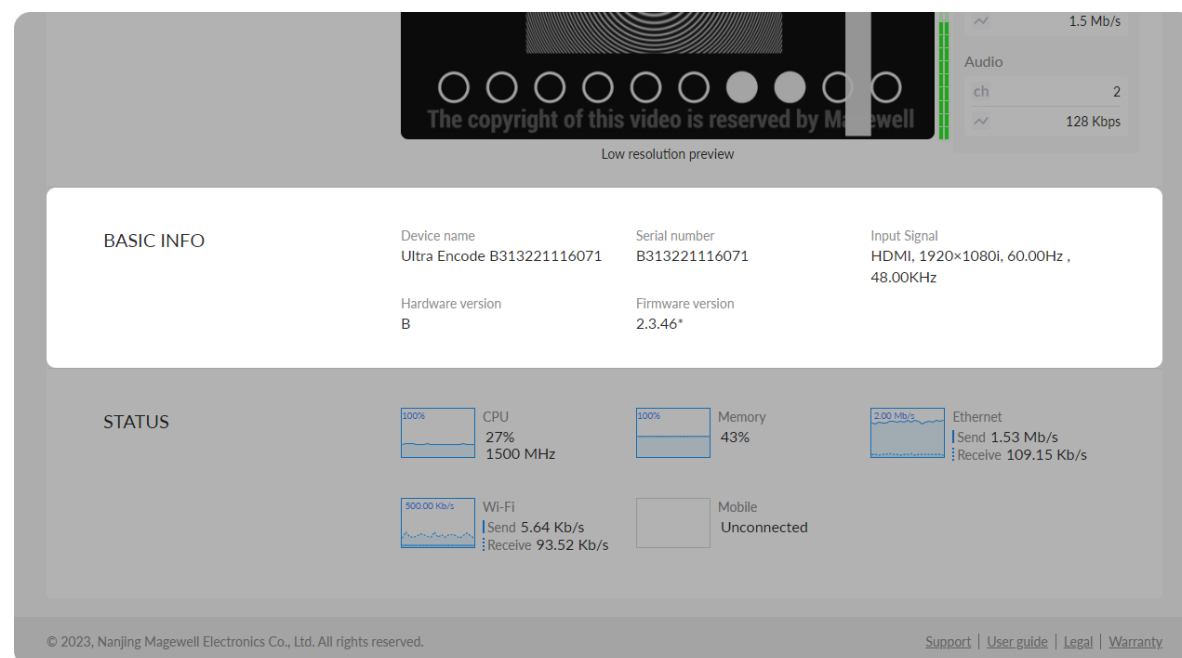 1.5 Mb/s
Audio
ch 2
128 Kbps
The copyright of this video is reserved by Magewell
Low resolution preview
BASIC INFO
Device name
Ultra Encode B313221116071
Serial number
B313221116071
Input Signal
HDMI, 1920×1080i, 60.00Hz ,
48.00KHz
Hardware version
B
Firmware version
2.3.46*
STATUS
100%
CPU
27%
1500 MHz
100%
Memory
43%
2.00 Mb/s
Ethernet
Send 1.53 Mb/s
Receive 109.15 Kb/s
500.00 Kb/s
Wi-Fi
Send 5.64 Kb/s
Receive 93.52 Kb/s
Mobile
Unconnected
© 2023, Nanjing Magewell Electronics Co., Ltd. All rights reserved.
Support | User guide | Legal | Warranty